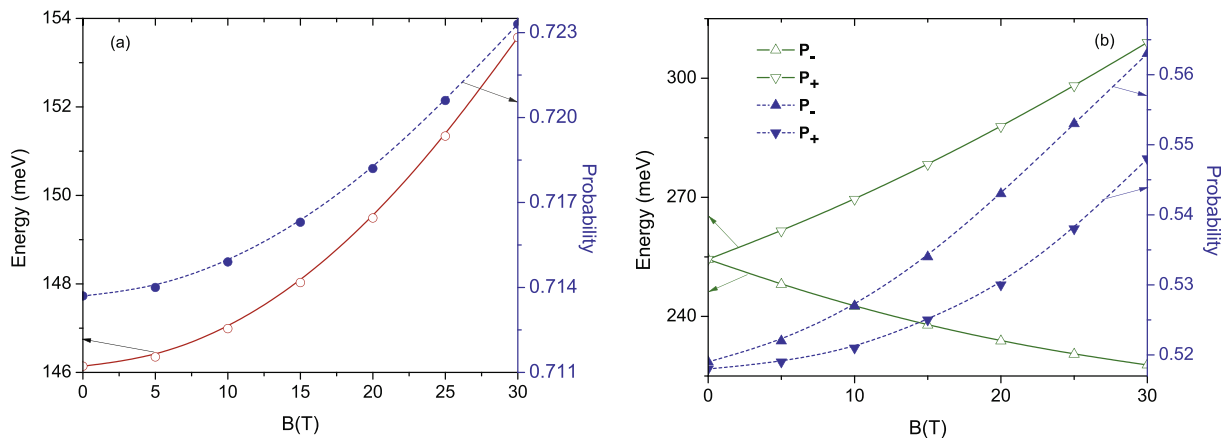 (a)
154
152
150
148
146
Energy (meV)
0 5 10 15 20 25 30
B(T)
0.723
0.720
0.717
0.714
0.711
Probability
(b)
P-
P+
P-
P+
300
270
240
Energy (meV)
0 10 20 30
B(T)
0.56
0.55
0.54
0.53
0.52
Probability